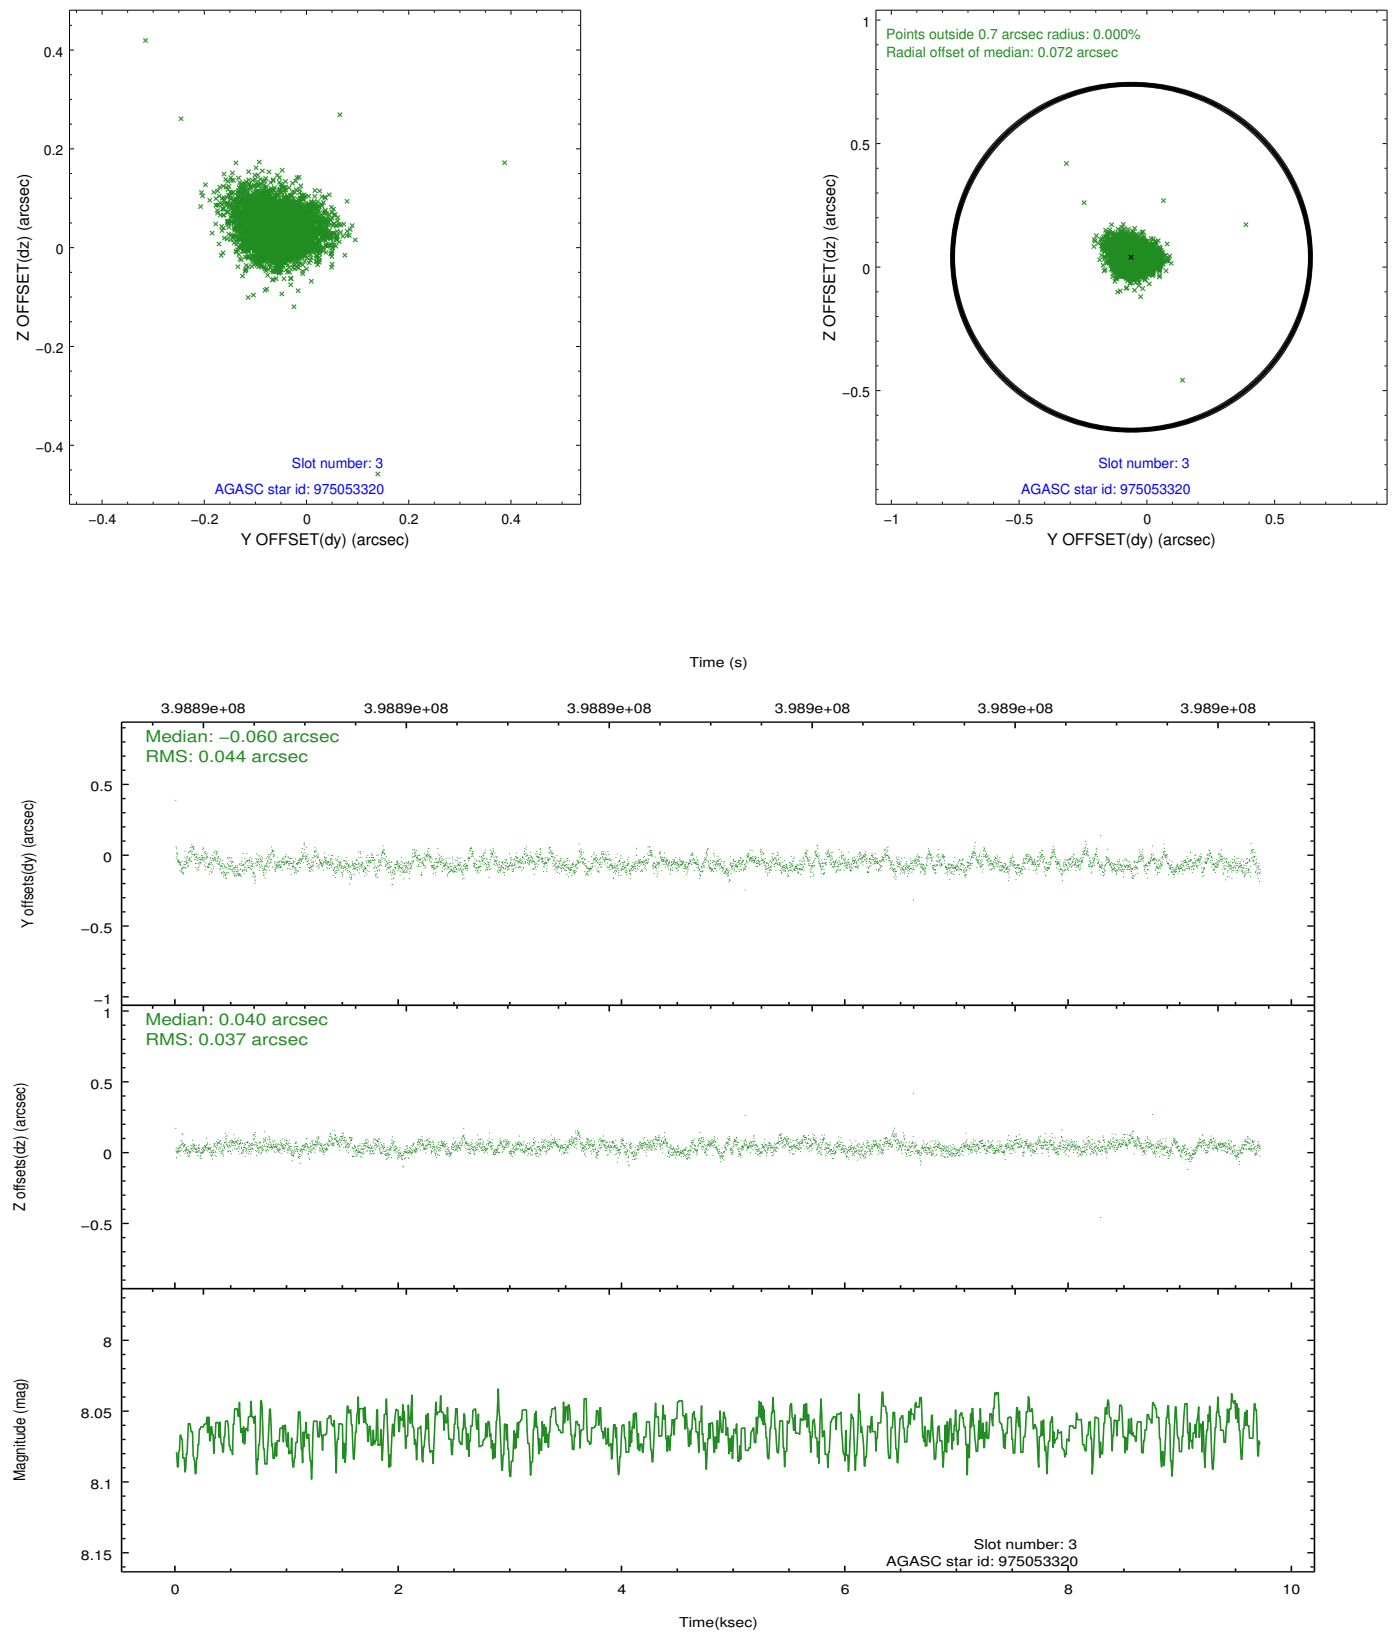 0.4
0.2
0
−0.2
−0.4
Z OFFSET(dz) (arcsec)
Slot number: 3
AGASC star id: 975053320
−0.4
−0.2
0
0.2
0.4
Y OFFSET(dy) (arcsec)
1
0.5
0
−0.5
Z OFFSET(dz) (arcsec)
Points outside 0.7 arcsec radius: 0.000%
Radial offset of median: 0.072 arcsec
Slot number: 3
AGASC star id: 975053320
−1
−0.5
0
0.5
Y OFFSET(dy) (arcsec)
Time (s)
3.9889e+08
3.9889e+08
3.9889e+08
3.989e+08
3.989e+08
3.989e+08
Median: −0.060 arcsec
RMS: 0.044 arcsec
0.5
0
−0.5
−1
Y offsets(dy) (arcsec)
Median: 0.040 arcsec
RMS: 0.037 arcsec
1
0.5
0
−0.5
Z offsets(dz) (arcsec)
8
8.05
8.1
8.15
Magnitude (mag)
Slot number: 3
AGASC star id: 975053320
0
2
4
6
8
10
Time(ksec)